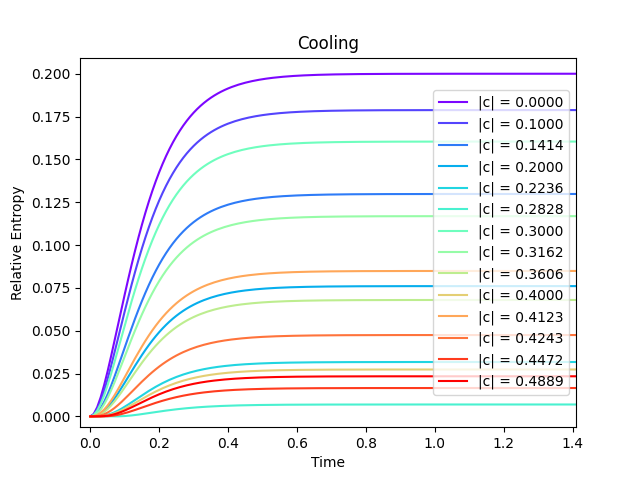 Cooling
Relative Entropy
0.200
0.175
0.150
0.125
0.100
0.075
0.050
0.025
0.000
|c| = 0.0000
|c| = 0.1000
|c| = 0.1414
|c| = 0.2000
|c| = 0.2236
|c| = 0.2828
|c| = 0.3000
|c| = 0.3162
|c| = 0.3606
|c| = 0.4000
|c| = 0.4123
|c| = 0.4243
|c| = 0.4472
|c| = 0.4889
0.0 0.2 0.4 0.6 0.8 1.0 1.2 1.4
Time